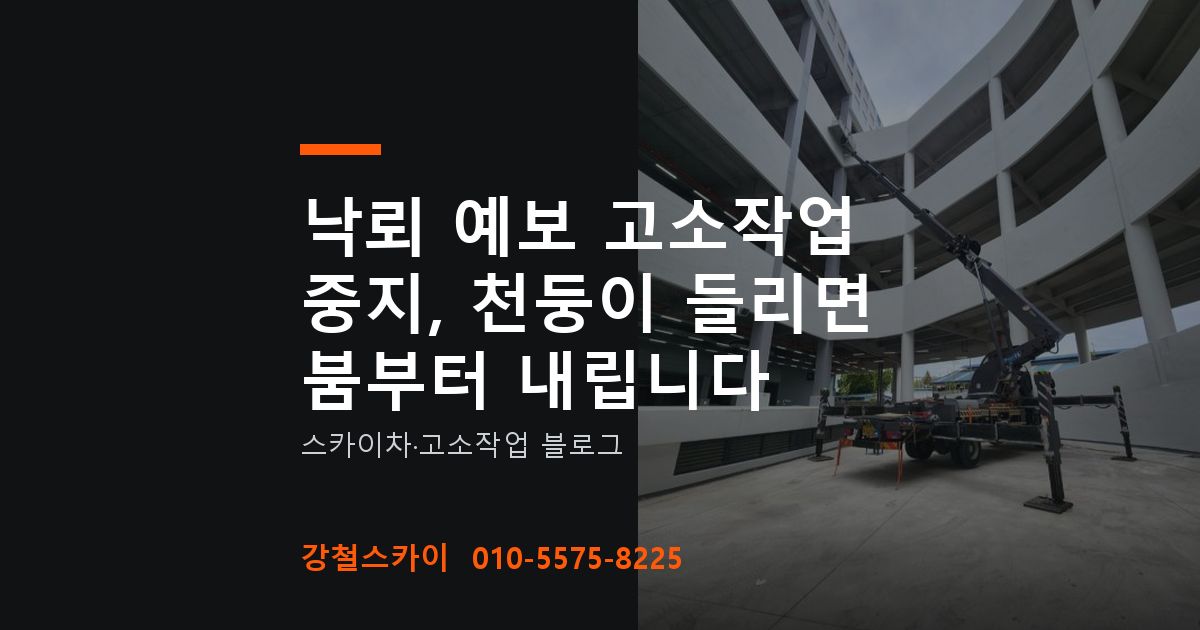 낙뢰 예보 고소작업
중지, 천둥이 들리면
붐부터 내립니다
스카이차·고소작업 블로그
강철스카이 010-5575-8225